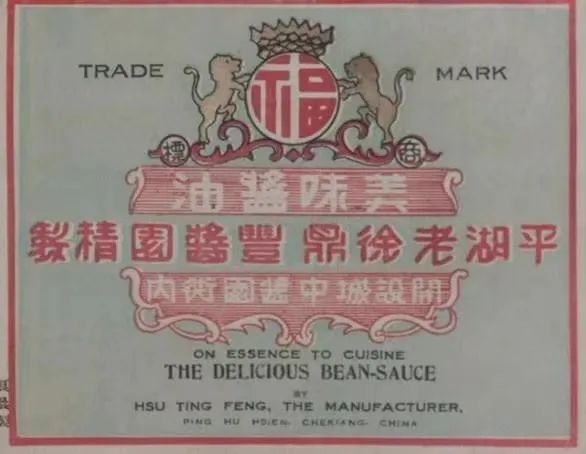 TRADE MARK
福
商標
美味醬油
平湖老徐鼎豐醬園精製
開設城中醬園衖內
ON ESSENCE TO CUISINE
THE DELICIOUS BEAN-SAUCE
BY
HSU TING FENG, THE MANUFACTURER,
PING HU HSIEN, CHEKIANG, CHINA